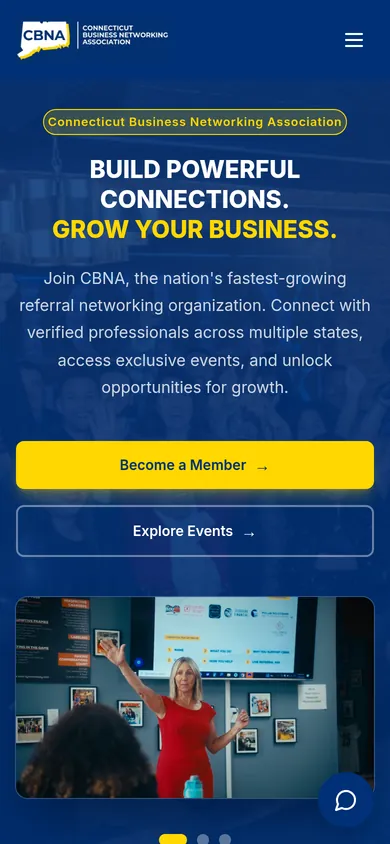 CBNA
CONNECTICUT
BUSINESS NETWORKING
ASSOCIATION
Connecticut Business Networking Association
BUILD POWERFUL
CONNECTIONS.
GROW YOUR BUSINESS.
Join CBNA, the nation's fastest-growing
referral networking organization. Connect with
verified professionals across multiple states,
access exclusive events, and unlock
opportunities for growth.
Become a Member →
Explore Events →